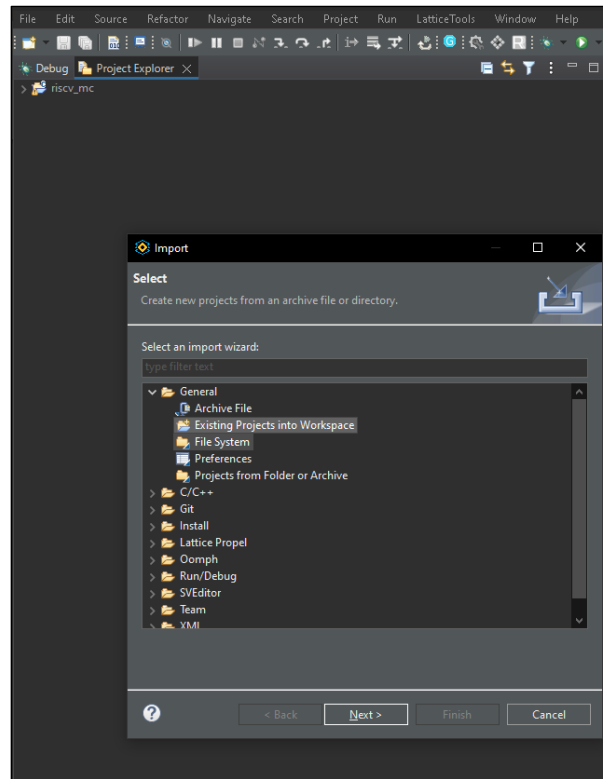 File Edit Source Refactor Navigate Search Project Run LatticeTools Window Help
Debug Project Explorer
riscv_mc
Import
Select
Create new projects from an archive file or directory.
Select an import wizard:
type filter text
General
Archive File
Existing Projects into Workspace
File System
Preferences
Projects from Folder or Archive
C/C++
Git
Install
Lattice Propel
Oomph
Run/Debug
SVEditor
Team
XML
< Back Next > Finish Cancel